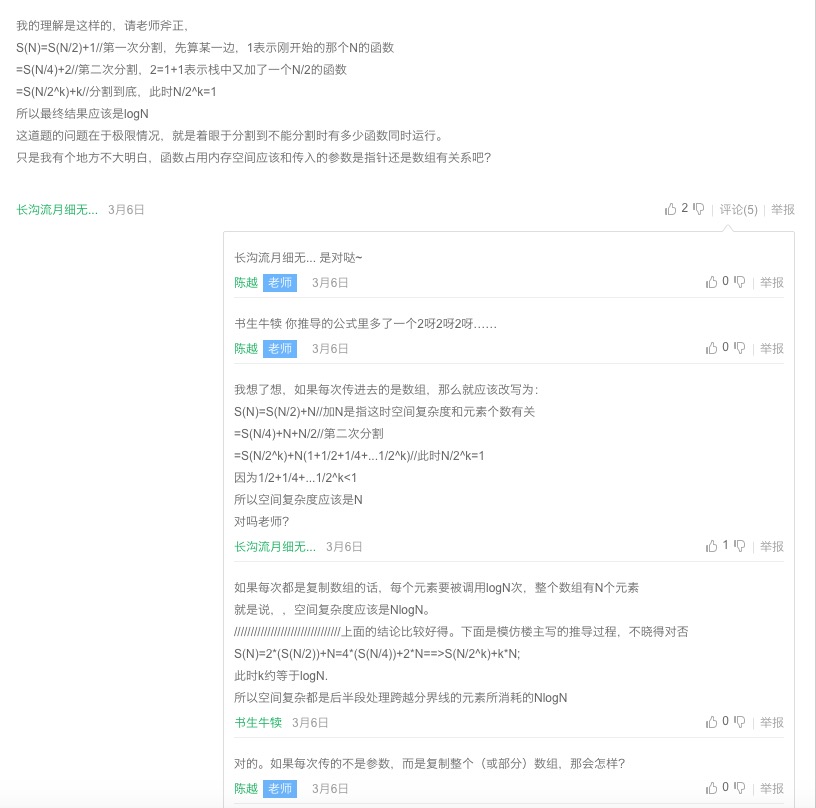 我的理解是这样的，请老师斧正，
S(N)=S(N/2)+1//第一次分割，先算某一边，1表示刚开始的那个N的函数
=S(N/4)+2//第二次分割，2=1+1表示栈中又加了一个N/2的函数
=S(N/2^k)+k//分割到底，此时N/2^k=1
所以最终结果应该是logN
这道题的问题在于极限情况，就是着眼于分割到不能分割时有多少函数同时运行。
只是我有个地方不大明白，函数占用内存空间应该和传入的参数是指针还是数组有关系吧？
长沟流月细无... 3月6日 2 评论(5) 举报
长沟流月细无... 是对哒~
陈越 老师 3月6日 0 举报
书生牛犊 你推导的公式里多了一个2呀2呀2呀……
陈越 老师 3月6日 0 举报
我想了想，如果每次传进去的是数组，那么就应该改写为：
S(N)=S(N/2)+N//加N是指这时空间复杂度和元素个数有关
=S(N/4)+N+N/2//第二次分割
=S(N/2^k)+N(1+1/2+1/4+...1/2^k)//此时N/2^k=1
因为1/2+1/4+...1/2^k<1
所以空间复杂度应该是N
对吗老师？
长沟流月细无... 3月6日 1 举报
如果每次都是复制数组的话，每个元素要被调用logN次，整个数组有N个元素
就是说，，空间复杂度应该是NlogN。
////////////////////////////////上面的结论比较好得。下面是模仿楼主写的推导过程，不晓得对否
S(N)=2*(S(N/2))+N=4*(S(N/4))+2*N==>S(N/2^k)+k*N;
此时k约等于logN.
所以空间复杂都是后半段处理跨越分界线的元素所消耗的NlogN
书生牛犊 3月6日 0 举报
对的。如果每次传的不是参数，而是复制整个（或部分）数组，那会怎样？
陈越 老师 3月6日 0 举报